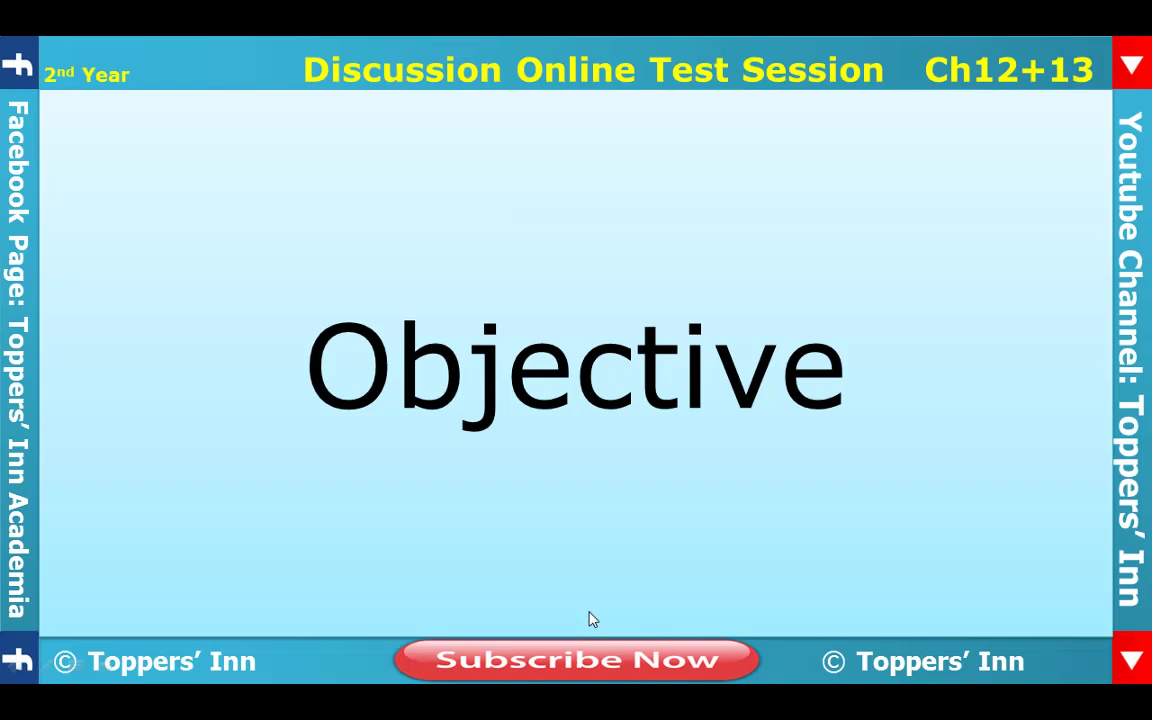 2nd Year
Discussion Online Test Session Ch12+13
Facebook Page: Toppers’ Inn Academia
Objective
Youtube Channel: Toppers’ Inn
© Toppers’ Inn
Subscribe Now
© Toppers’ Inn